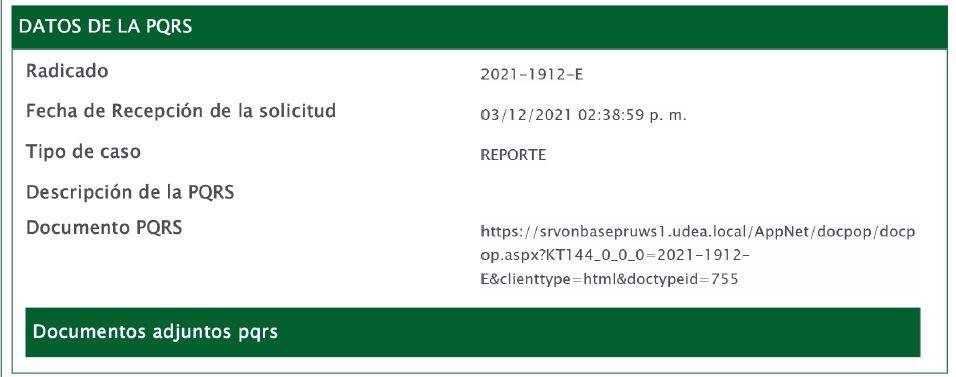 DATOS DE LA PQRS
Radicado 2021-1912-E
Fecha de Recepción de la solicitud 03/12/2021 02:38:59 p. m.
Tipo de caso REPORTE
Descripción de la PQRS
Documento PQRS https://srvonbasepruws1.udea.local/AppNet/docpop/docp
op.aspx?KT144_0_0_0=2021-1912-
E&clienttype=html&doctypeid=755
Documentos adjuntos pqrs